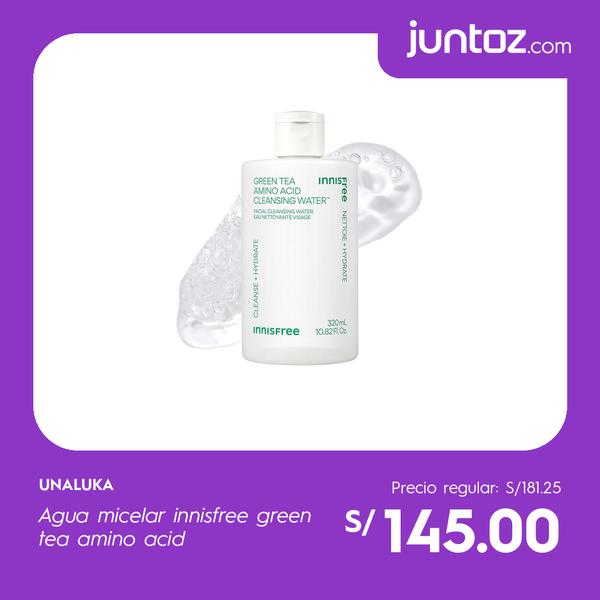 juntoz.com
GREEN TEA
AMINO ACID
CLEANSING WATER™
FACIAL CLEANSING WATER
EAU NETTOYANTE VISAGE
innisfree
NETTOIE + HYDRATE
CLEANSE + HYDRATE
innisfree
320 mL
10.82 Fl. Oz.
UNALUKA
Agua micelar innisfree green
tea amino acid
Precio regular: S/181.25
S/145.00